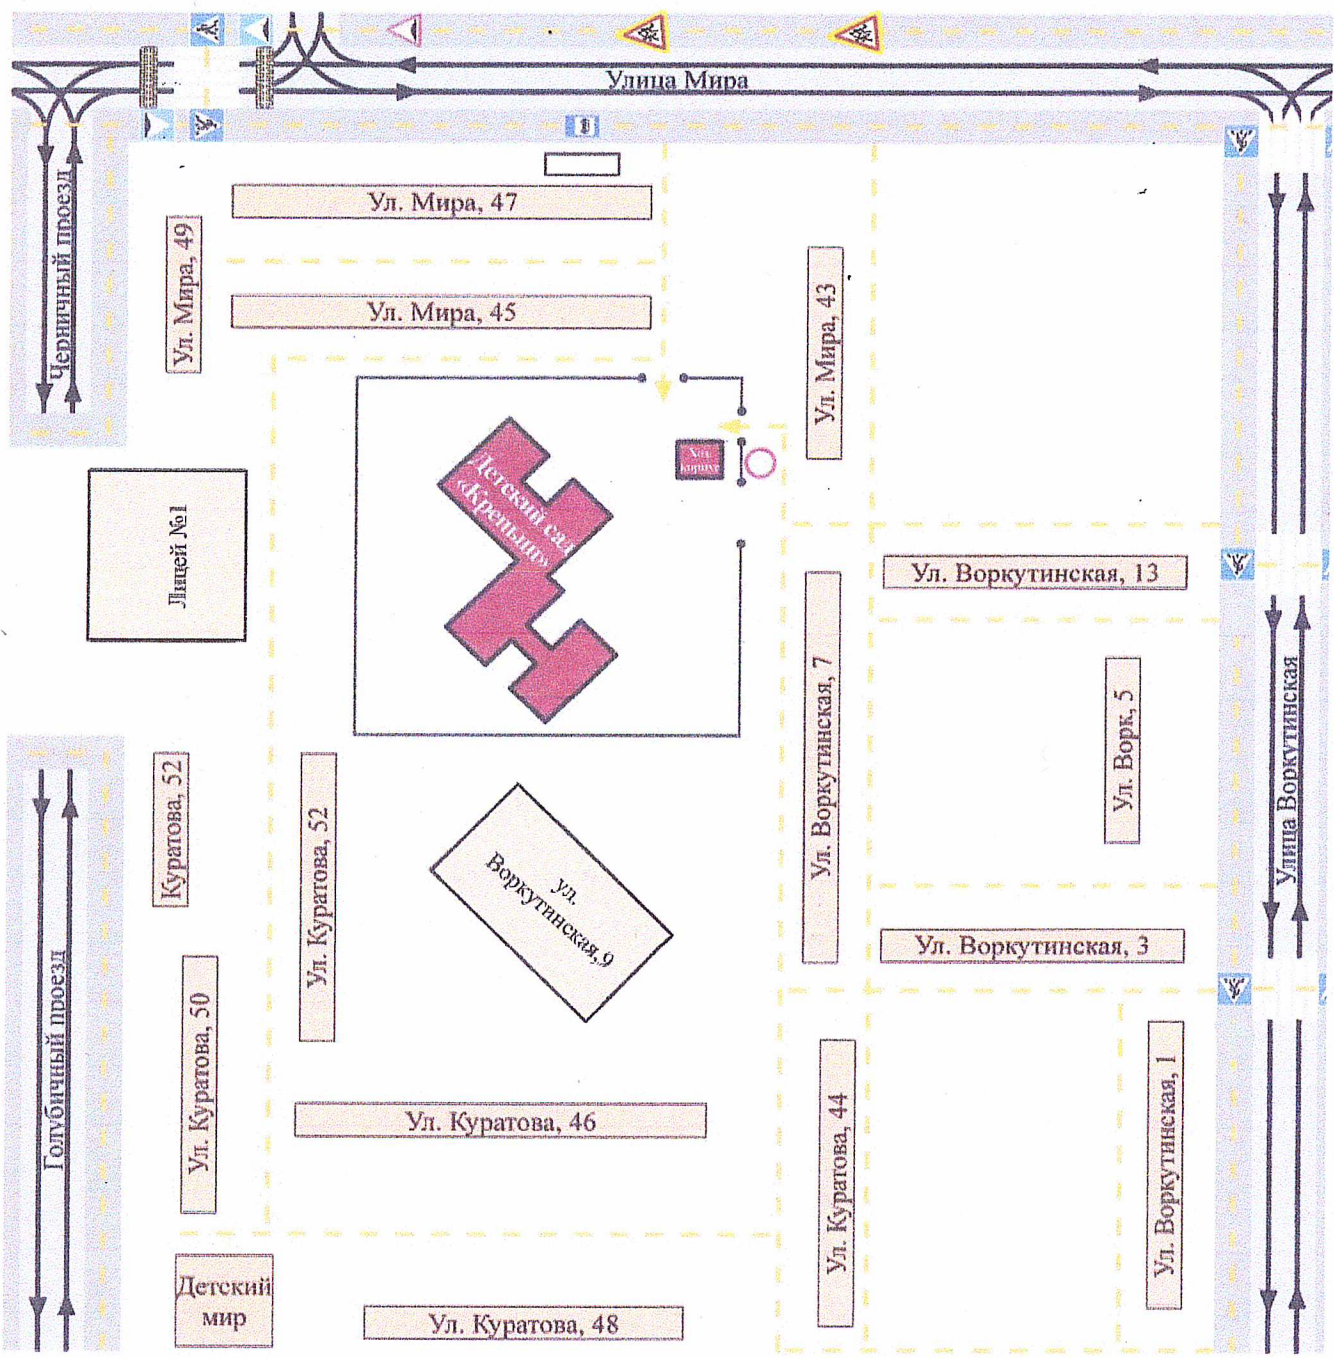 Улица Мира
Черничный проезд
Ул. Мира, 47
Ул. Мира, 49
Ул. Мира, 45
Ул. Мира, 43
Хоз.
корпус
Детский сад
«Крепыш»
Лицей №1
Ул. Воркутинская, 13
Ул. Воркутинская, 7
Ул. Ворк, 5
Улица Воркутинская
Куратова, 52
Ул. Куратова, 52
ул.
Воркутинская,9
Ул. Воркутинская, 3
Голубичный проезд
Ул. Куратова, 50
Ул. Куратова, 46
Ул. Куратова, 44
Ул. Воркутинская, 1
Детский
мир
Ул. Куратова, 48